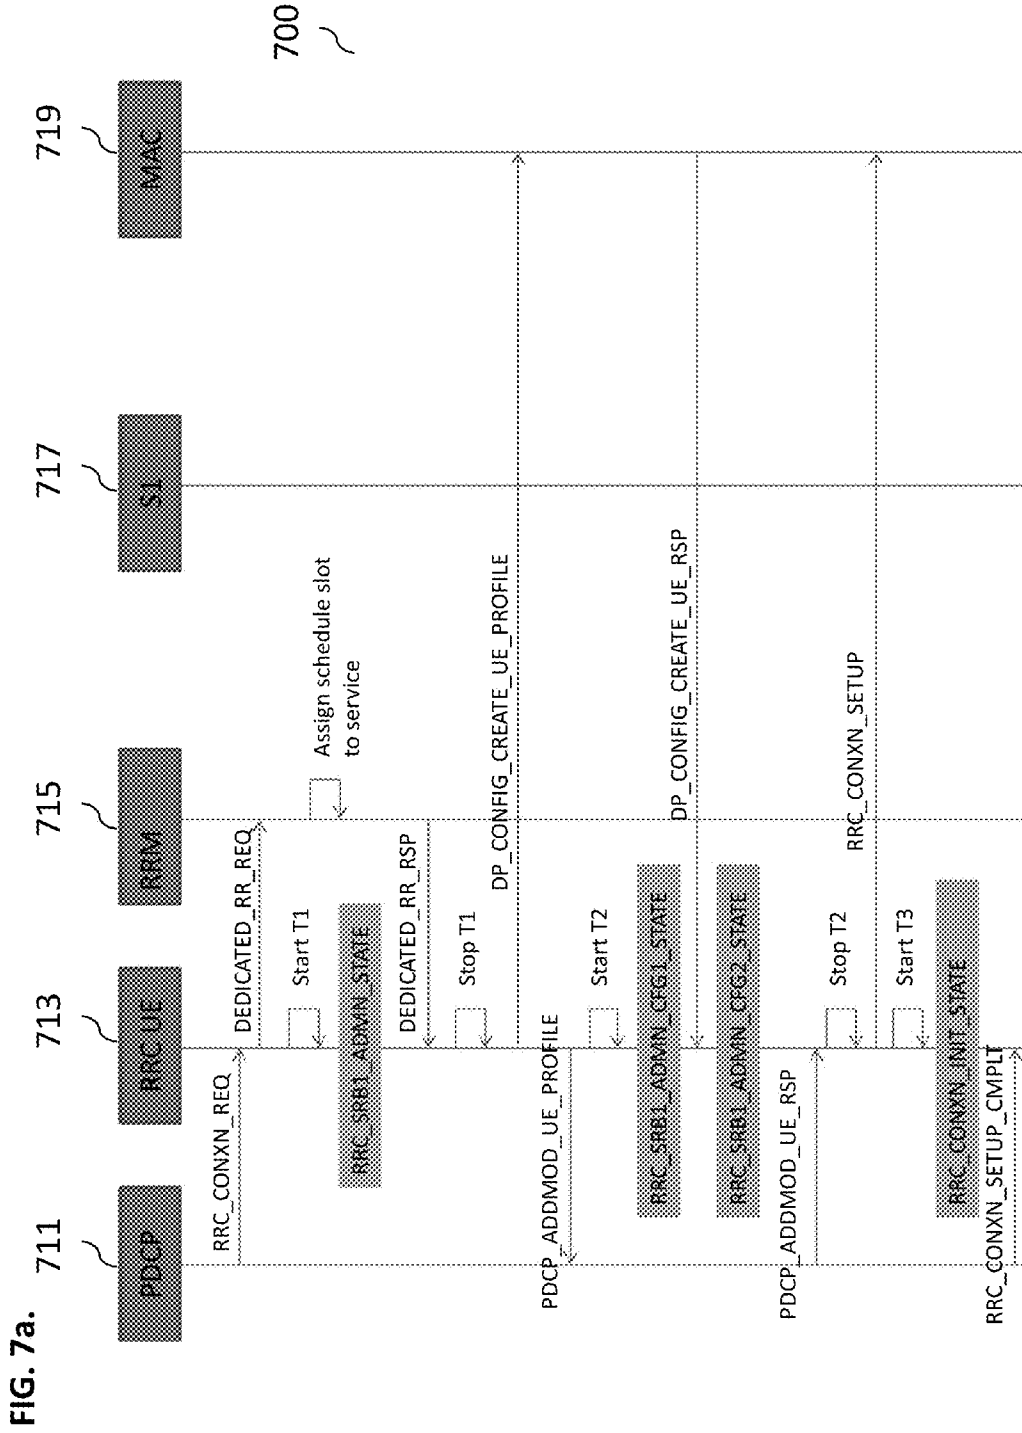 FIG. 7a.
700
711
713
715
717
719
PDCP
RRC UE
RRM
S1
MAC
RRC_CONXN_REQ
DEDICATED_RR_REQ
Start T1
Assign schedule slot
to service
RRC_SRB1_ADMN_STATE
DEDICATED_RR_RSP
Stop T1
DP_CONFIG_CREATE_UE_PROFILE
PDCP_ADDMOD_UE_PROFILE
Start T2
RRC_SRB1_ADMIN_CFG1_STATE
DP_CONFIG_CREATE_UE_RSP
RRC_SRB1_ADMIN_CFG2_STATE
PDCP_ADDMOD_UE_RSP
Stop T2
RRC_CONXN_SETUP
Start T3
RRC_CONXN_INIT_STATE
RRC_CONXN_SETUP_CMPLT